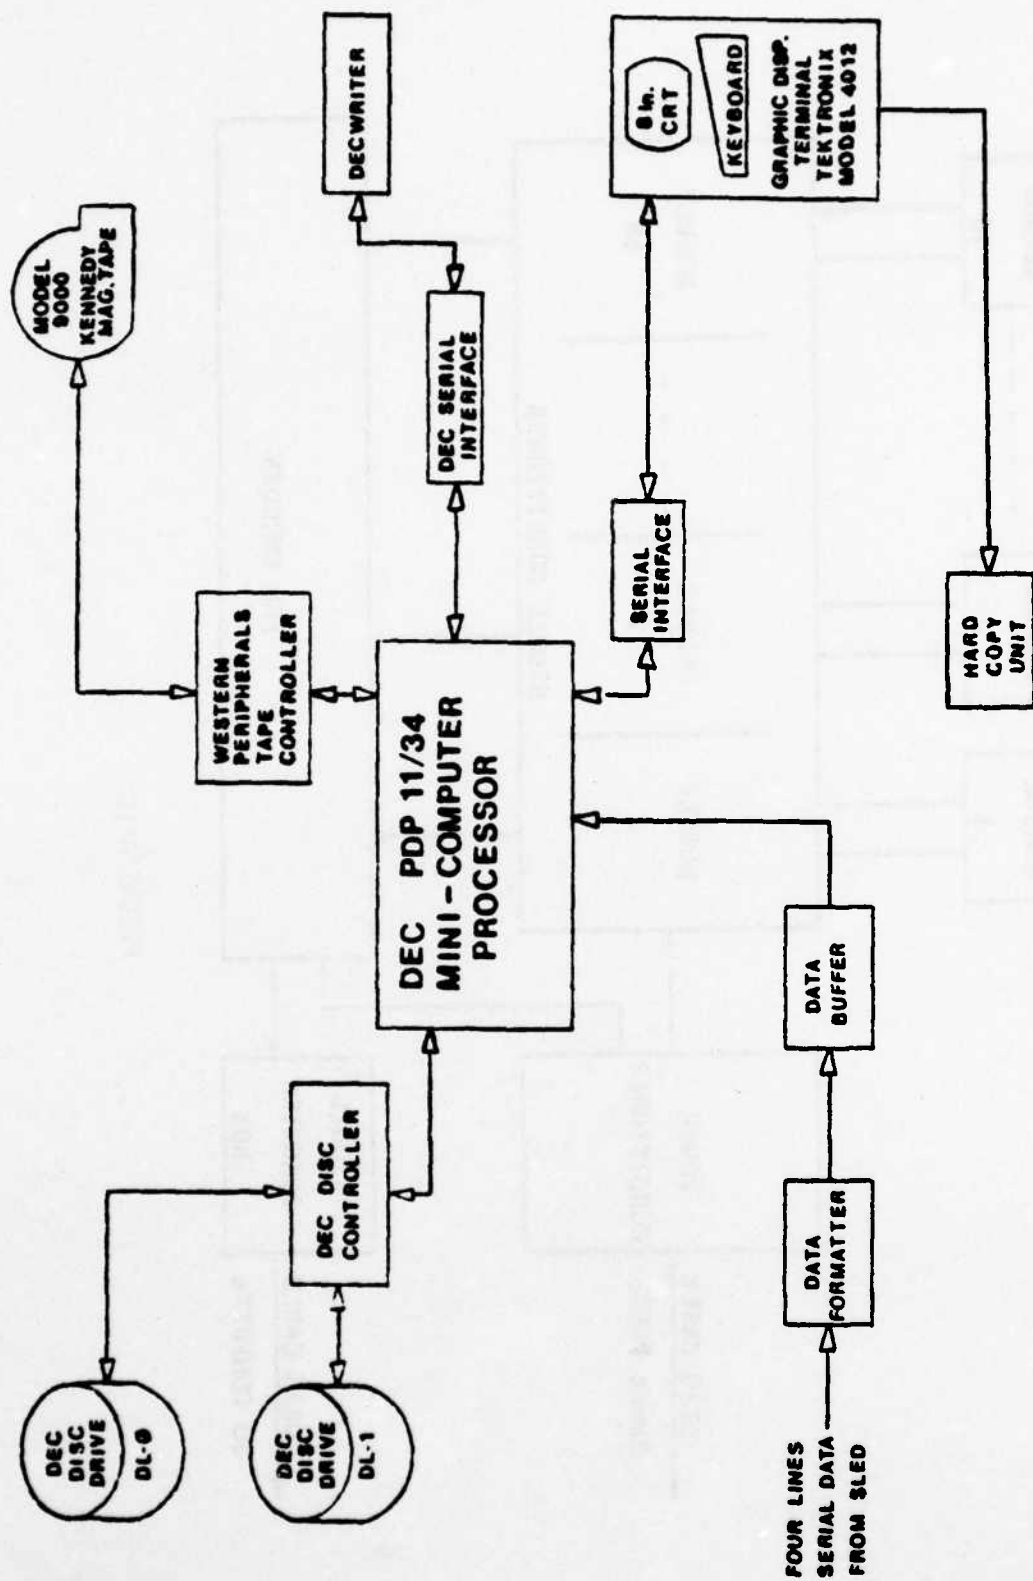 DEC
DISC
DRIVE
DL-0
DEC
DISC
DRIVE
DL-1
DEC DISC
CONTROLLER
WESTERN
PERIPHERALS
TAPE
CONTROLLER
MODEL
9000
KENNEDY
MAG. TAPE
DEC PDP 11/34
MINI-COMPUTER
PROCESSOR
DEC SERIAL
INTERFACE
DECWRITER
SERIAL
INTERFACE
8 In.
CRT
KEYBOARD
GRAPHIC DISP.
TERMINAL
TEKTRONIX
MODEL 4012
HARD
COPY
UNIT
FOUR LINES
SERIAL DATA
FROM SLED
DATA
FORMATTER
DATA
BUFFER